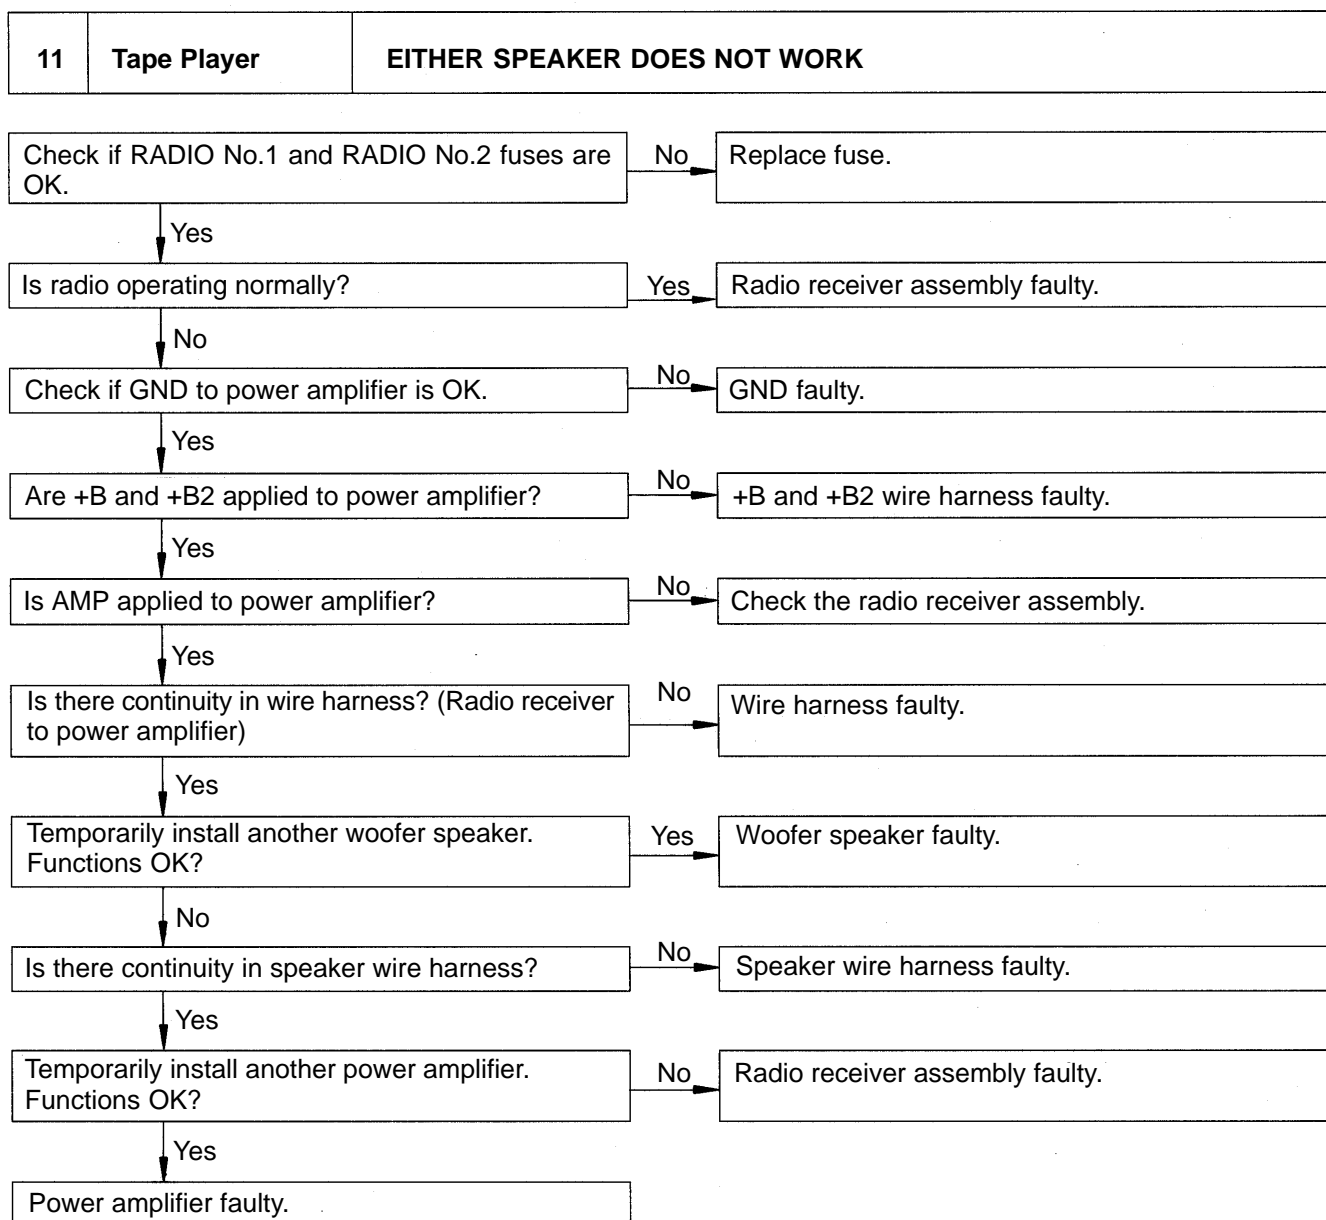 11 Tape Player EITHER SPEAKER DOES NOT WORK
Check if RADIO No.1 and RADIO No.2 fuses are
OK.
No
Replace fuse.
Yes
Is radio operating normally?
Yes
Radio receiver assembly faulty.
No
Check if GND to power amplifier is OK.
No
GND faulty.
Yes
Are +B and +B2 applied to power amplifier?
No
+B and +B2 wire harness faulty.
Yes
Is AMP applied to power amplifier?
No
Check the radio receiver assembly.
Yes
Is there continuity in wire harness? (Radio receiver
to power amplifier)
No
Wire harness faulty.
Yes
Temporarily install another woofer speaker.
Functions OK?
Yes
Woofer speaker faulty.
No
Is there continuity in speaker wire harness?
No
Speaker wire harness faulty.
Yes
Temporarily install another power amplifier.
Functions OK?
No
Radio receiver assembly faulty.
Yes
Power amplifier faulty.